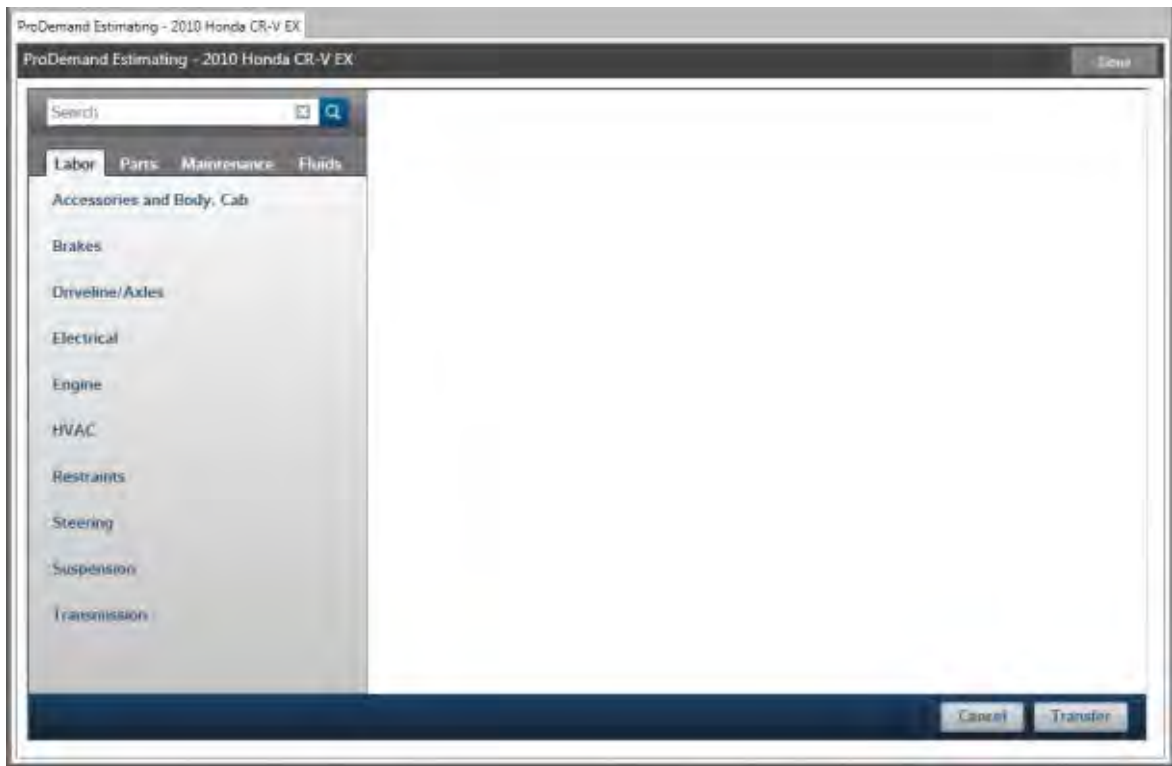 ProDemand Estimating - 2010 Honda CR-V EX
ProDemand Estimating - 2010 Honda CR-V EX
Done
Search
Labor Parts Maintenance Fluids
Accessories and Body, Cab
Brakes
Driveline/Axles
Electrical
Engine
HVAC
Restraints
Steering
Suspension
Transmission
Cancel Transfer